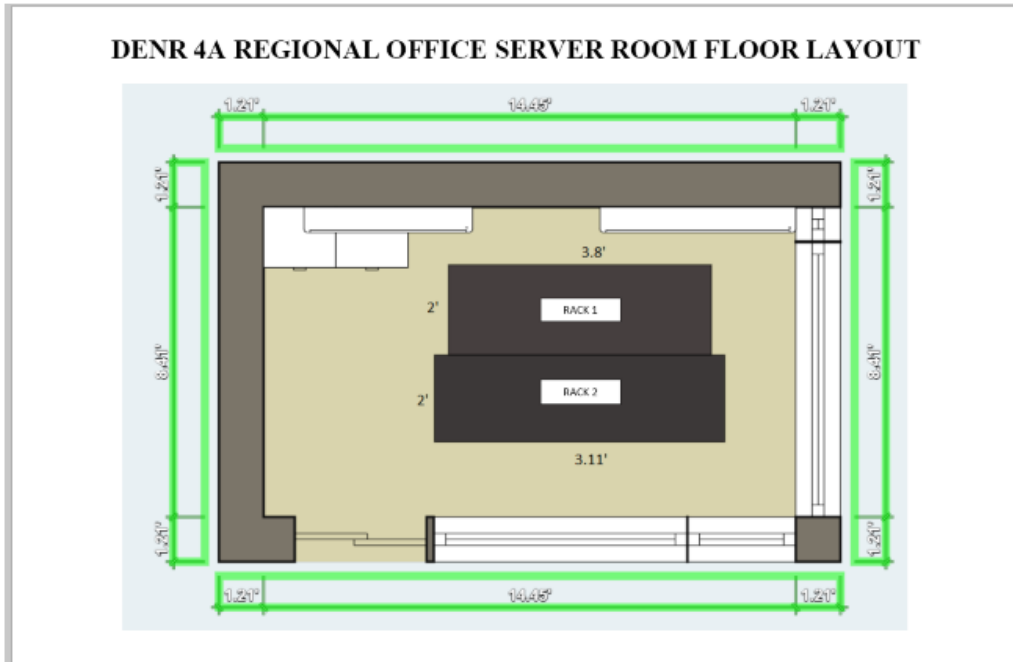 DENR 4A REGIONAL OFFICE SERVER ROOM FLOOR LAYOUT
1.21' 14.45' 1.21'
1.21' 1.21'
3.8'
2' RACK 1
8.41' 8.41'
2' RACK 2
3.11'
1.21' 1.21'
1.21' 14.45' 1.21'